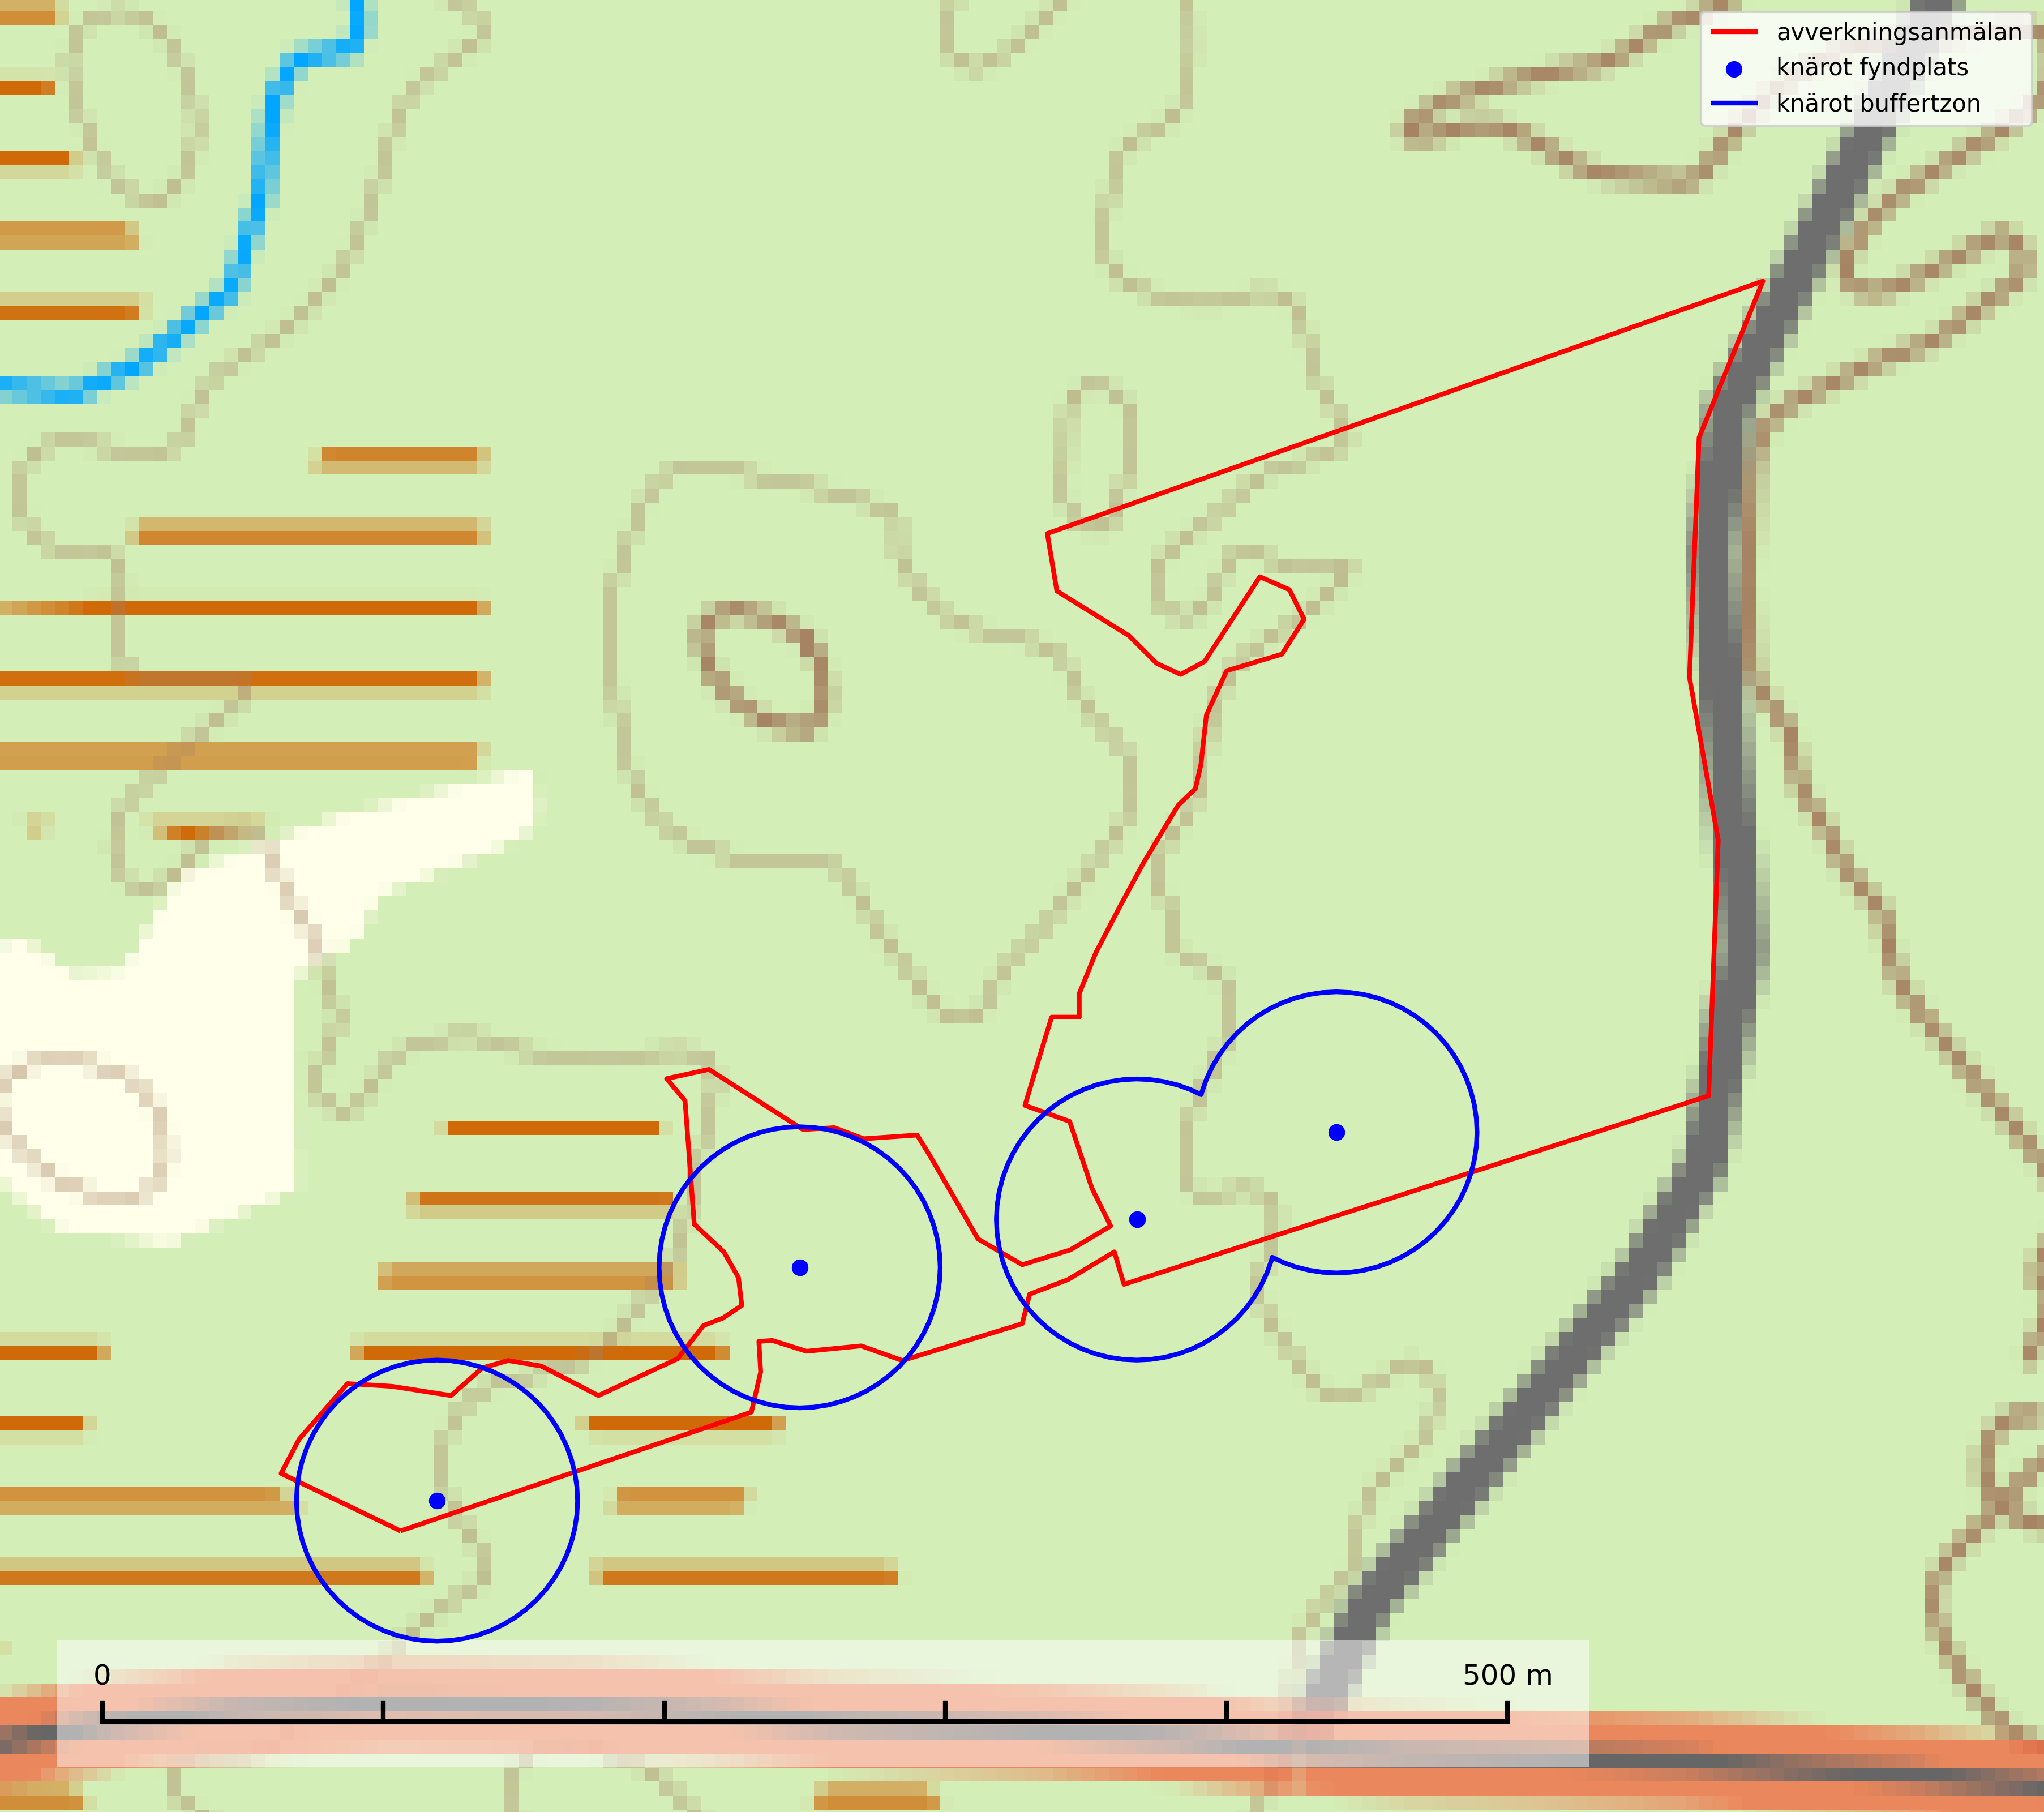 avverkningsanmälan
knärot fyndplats
knärot buffertzon
0 500 m